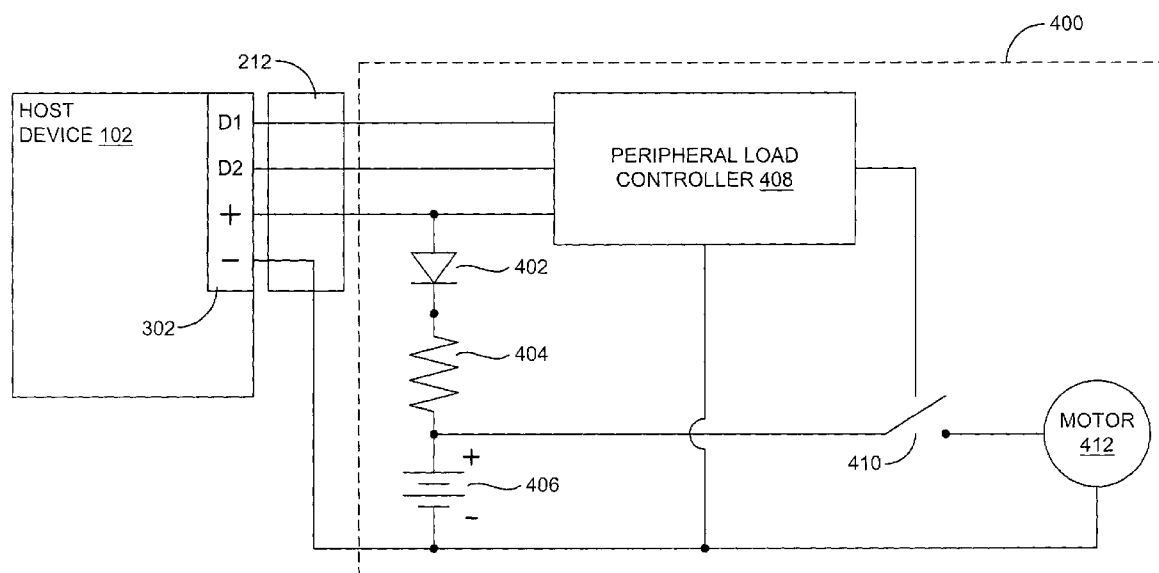 400
212
HOST
DEVICE 102
D1
D2
+
−
302
PERIPHERAL LOAD
CONTROLLER 408
402
404
+
406
−
410
MOTOR
412